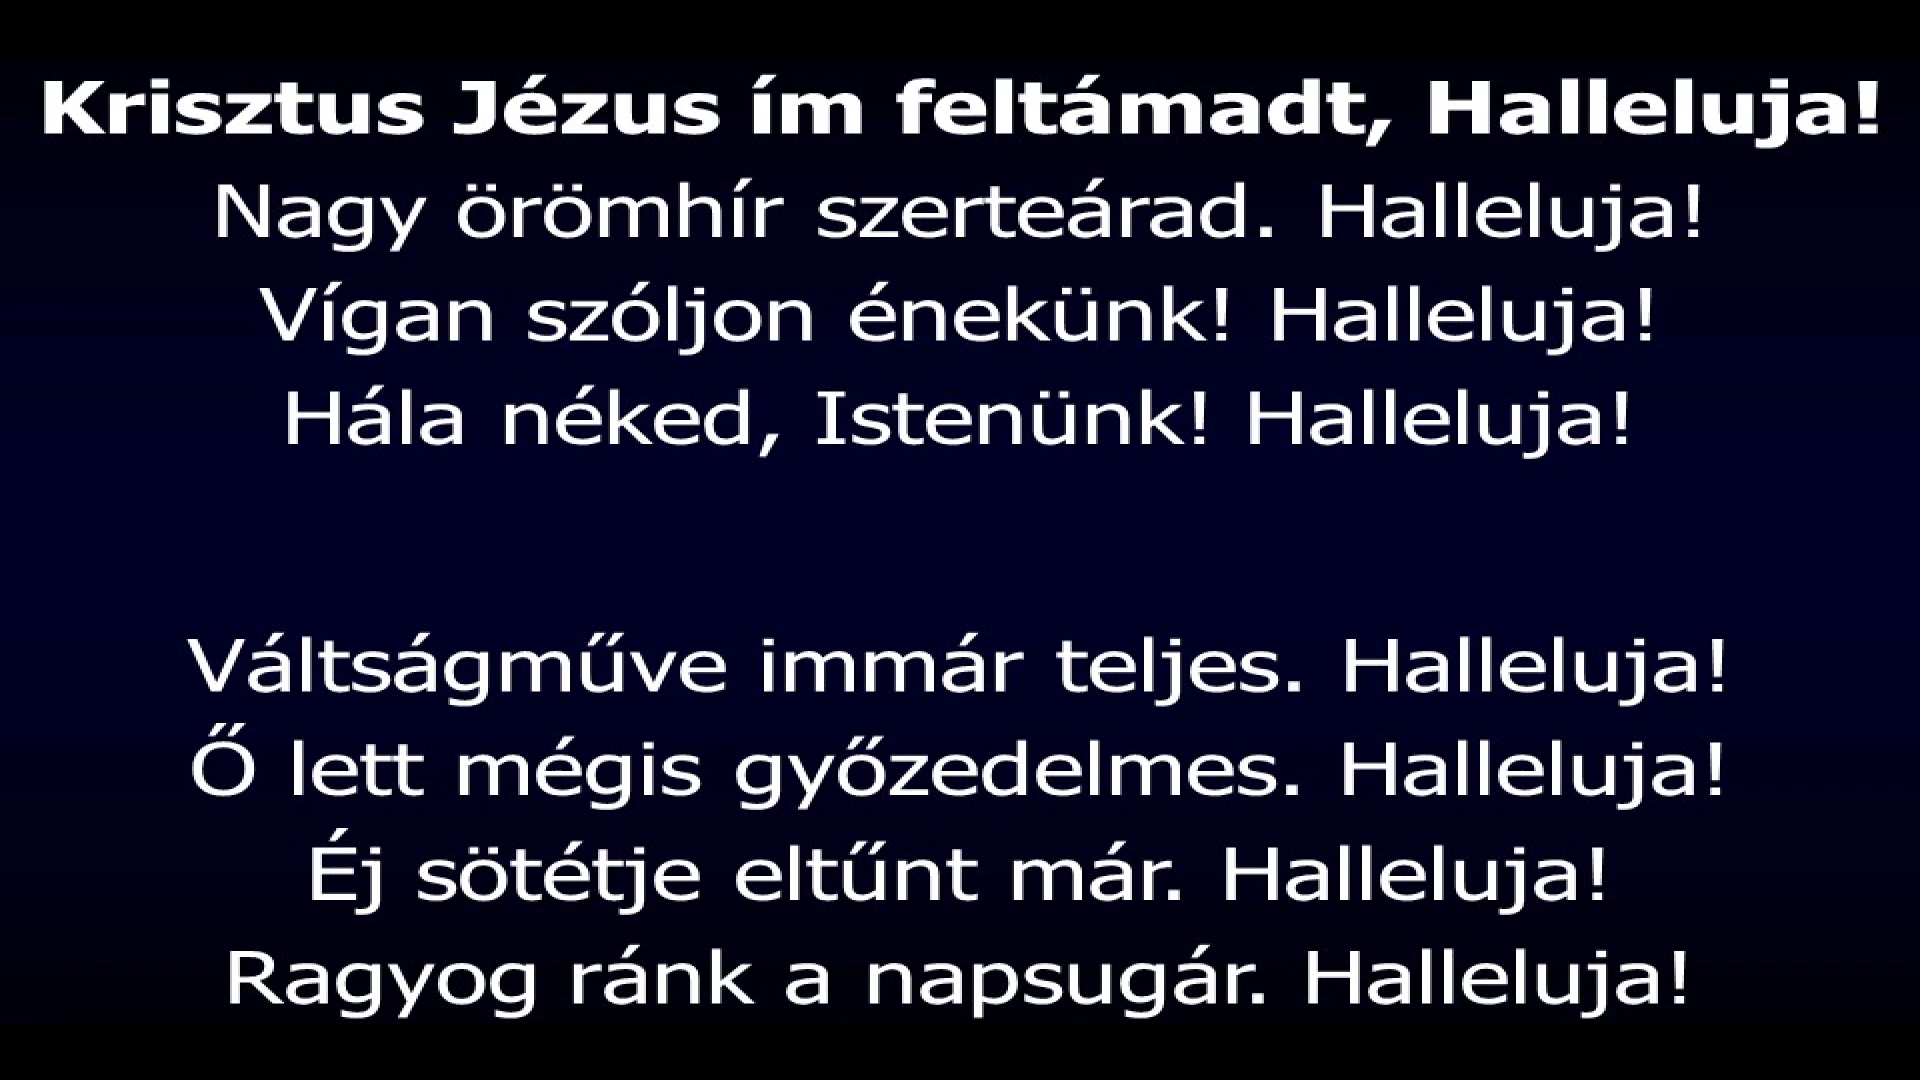 Krisztus Jézus ím feltámadt, Halleluja!
Nagy örömhír szerteárad. Halleluja!
Vígan szóljon énekünk! Halleluja!
Hála néked, Istenünk! Halleluja!
Váltságműve immár teljes. Halleluja!
Ő lett mégis győzedelmes. Halleluja!
Éj sötétje eltűnt már. Halleluja!
Ragyog ránk a napsugár. Halleluja!